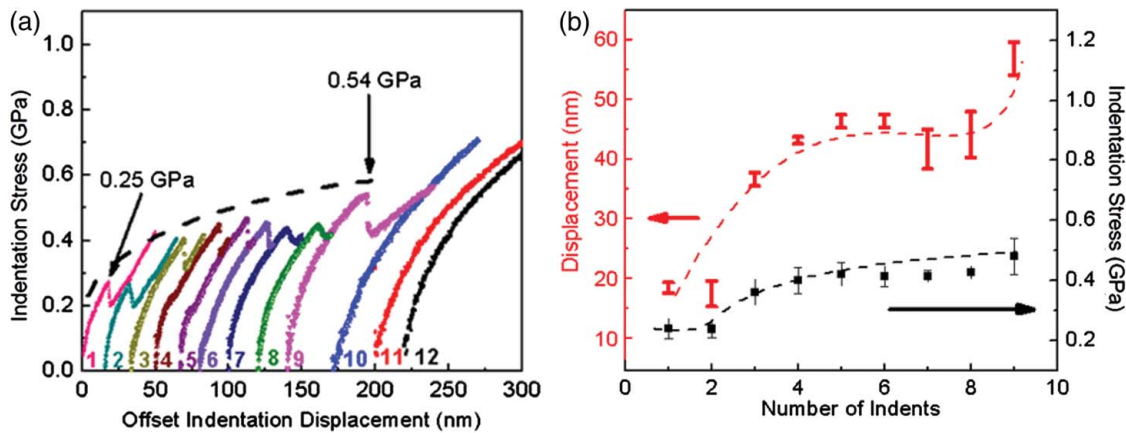 (a)
Indentation Stress (GPa)
1.0
0.8
0.6
0.4
0.2
0.0
0.54 GPa
0.25 GPa
1 2 3 4 5 6 7 8 9 10 11 12
0 50 100 150 200 250 300
Offset Indentation Displacement (nm)
(b)
Displacement (nm)
60
50
40
30
20
10
1.2
1.0
0.8
0.6
0.4
0.2
Indentation Stress (GPa)
0 2 4 6 8 10
Number of Indents